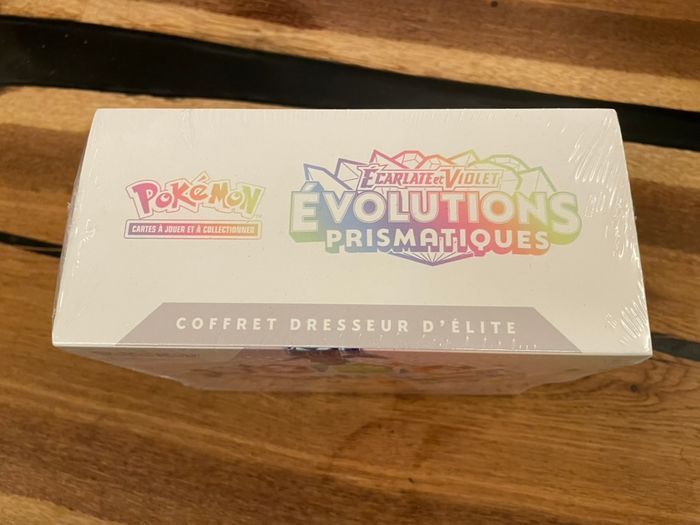 Pokémon
CARTES À JOUER ET À COLLECTIONNER
ÉCARLATE et VIOLET
ÉVOLUTIONS
PRISMATIQUES
COFFRET DRESSEUR D'ÉLITE